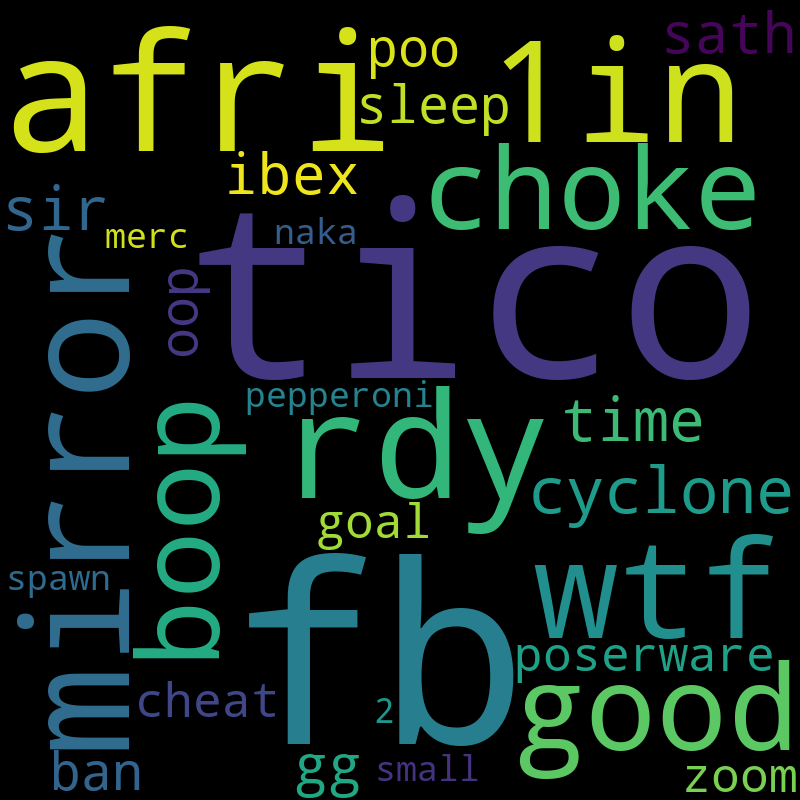 sath
afri
poo
1in
sleep
ibex
choke
sir
merc
naka
tico
oop
mirror
pepperoni
boop
rdy
time
cyclone
goal
spawn
fb
wtf
poserware
good
cheat
2
ban
gg
small
zoom